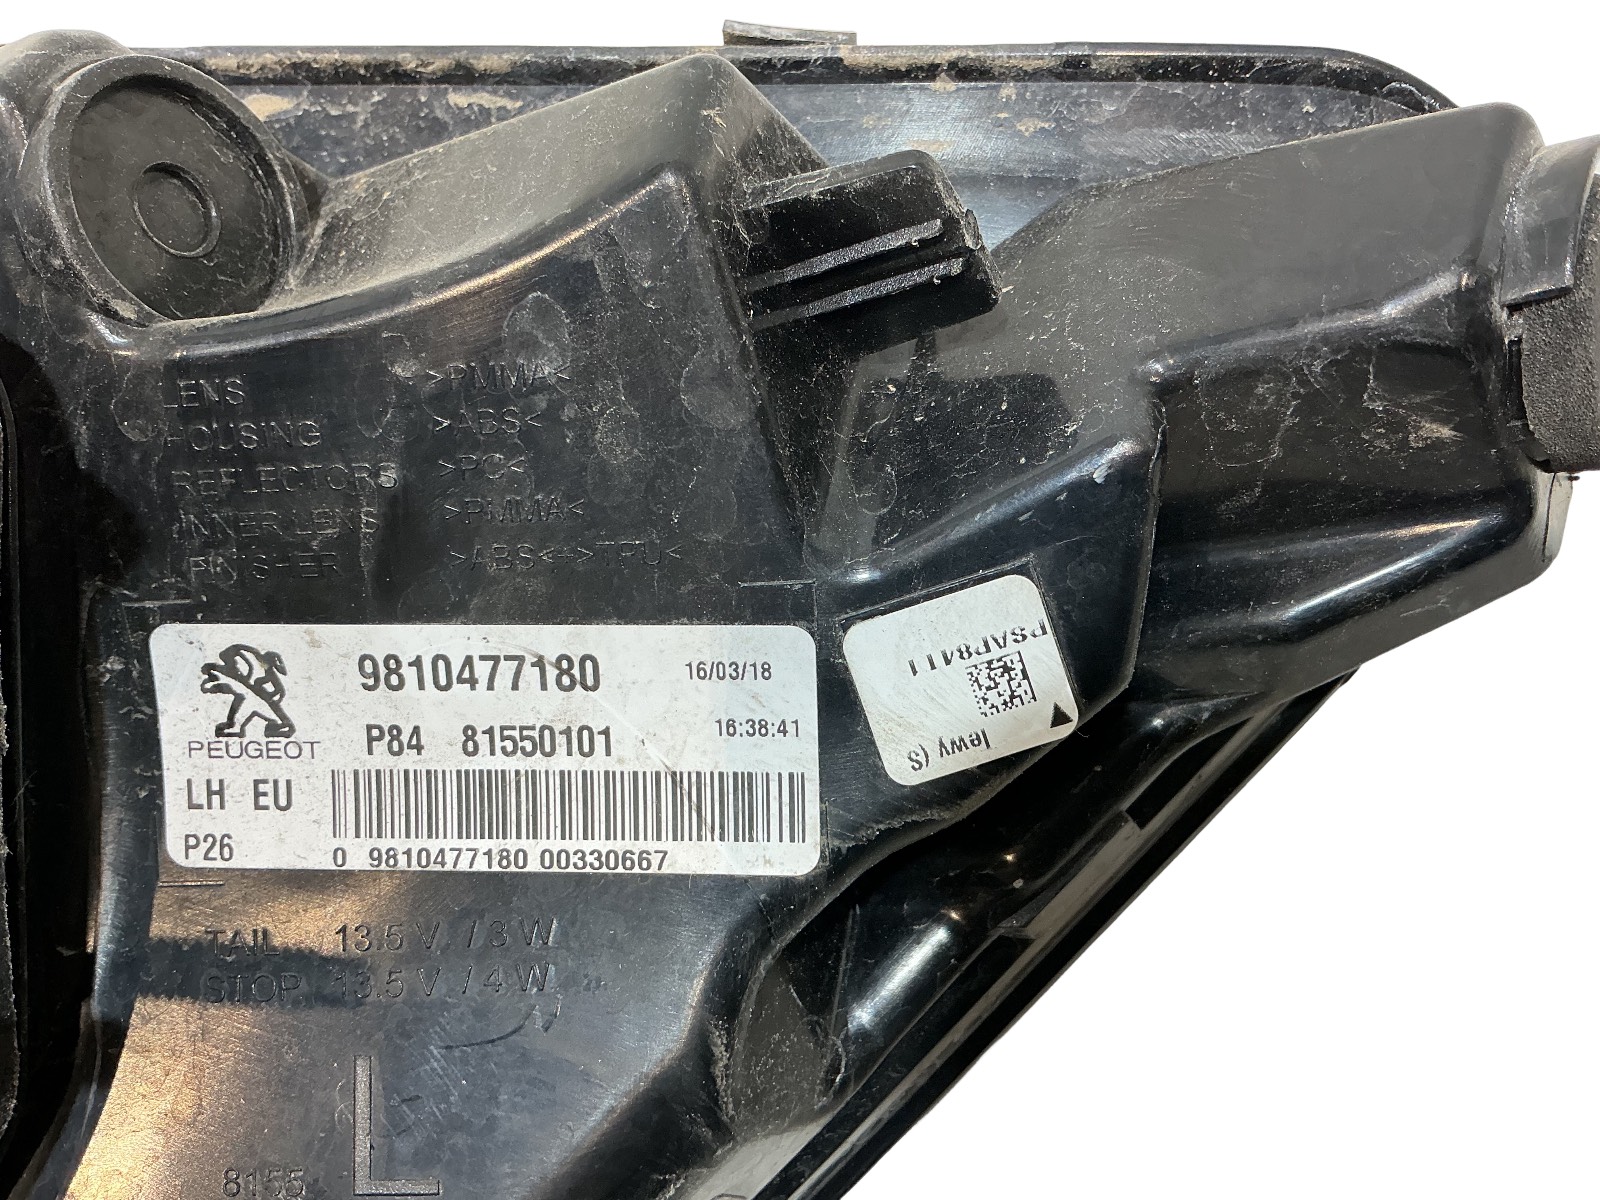 LENS >PMMA<
HOUSING >ABS<
REFLECTORS >PC<
INNER LENS >PMMA<
FINISHER >ABS<+>TPU<
9810477180 16/03/18
PEUGEOT P84 81550101 16:38:41
LH EU
P26
0 9810477180 00330667
PSAP8411
lewy (S
TAIL 13.5 V / 3 W
STOP 13.5 V / 4 W
L
8155